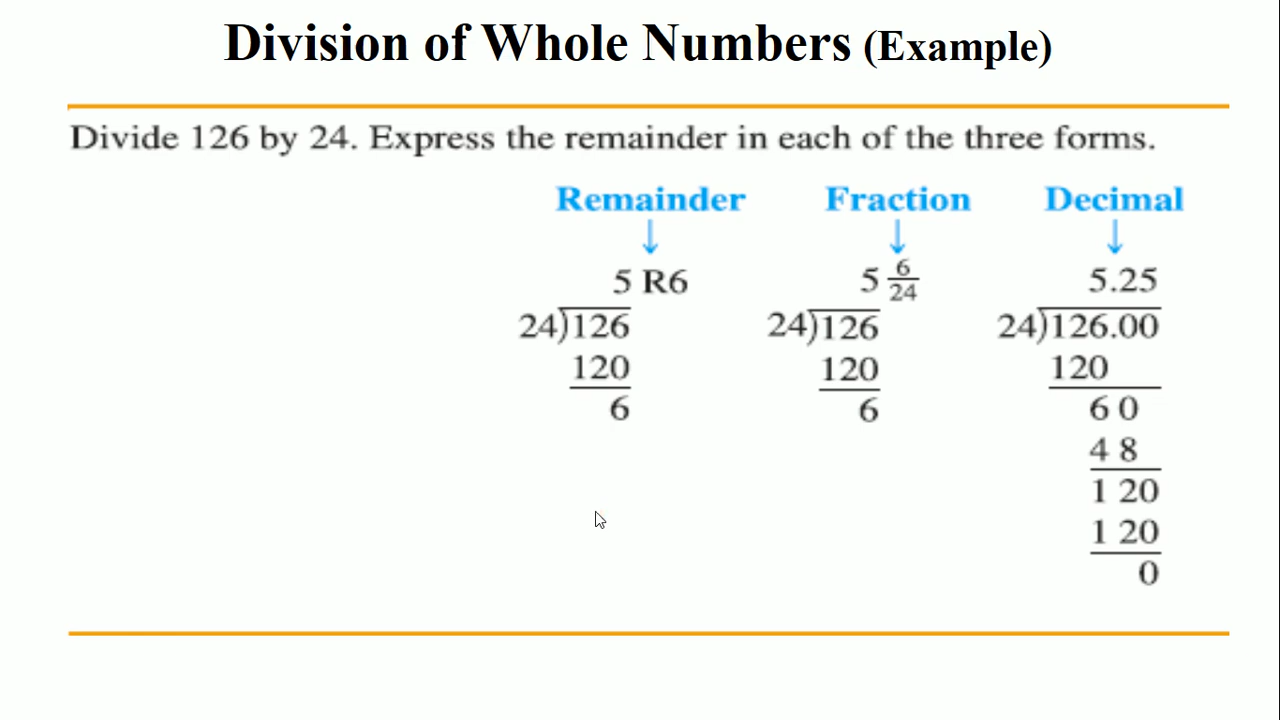 Division of Whole Numbers (Example)
Divide 126 by 24. Express the remainder in each of the three forms.
Remainder Fraction Decimal
↓ ↓ ↓
5 R6 5 6/24 5.25
24)126 24)126 24)126.00
120 120 120
6 6 6 0
4 8
1 20
1 20
0